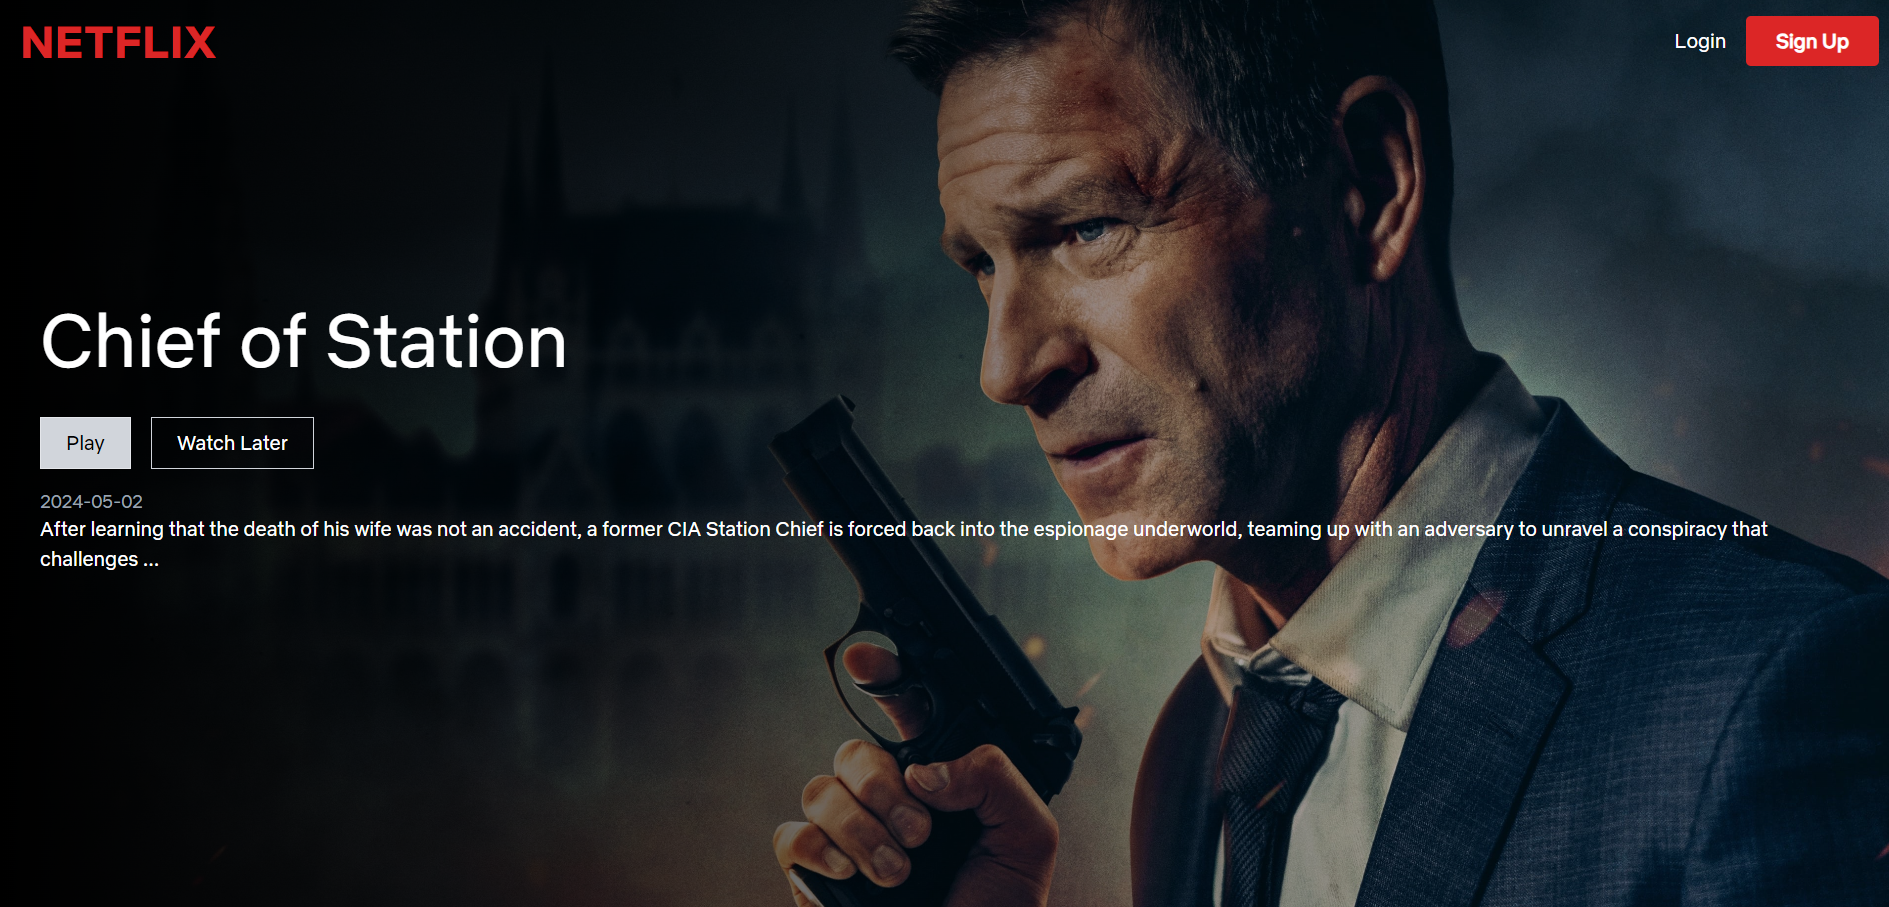 NETFLIX
Login
Sign Up
Chief of Station
Play
Watch Later
2024-05-02
After learning that the death of his wife was not an accident, a former CIA Station Chief is forced back into the espionage underworld, teaming up with an adversary to unravel a conspiracy that
challenges ...